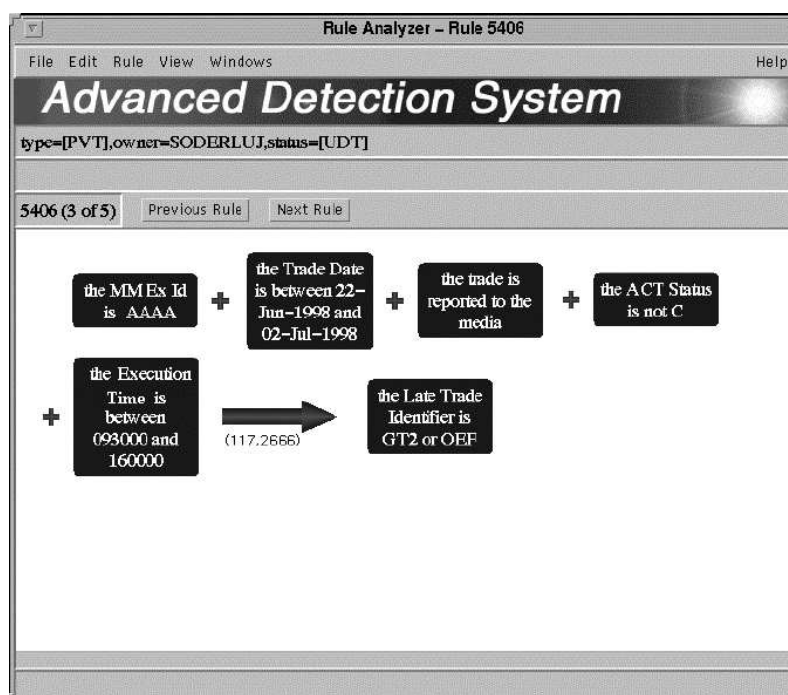 Rule Analyzer – Rule 5406
File Edit Rule View Windows Help
Advanced Detection System
type=[PVT],owner=SODERLUJ,status=[UDT]
5406 (3 of 5) Previous Rule Next Rule
the MM Ex Id
is AAAA
+
the Trade Date
is between 22–
Jun–1998 and
02–Jul–1998
+
the trade is
reported to the
media
+
the ACT Status
is not C
+
the Execution
Time is
between
093000 and
160000
(117.2666)
the Late Trade
Identifier is
GT2 or OEF